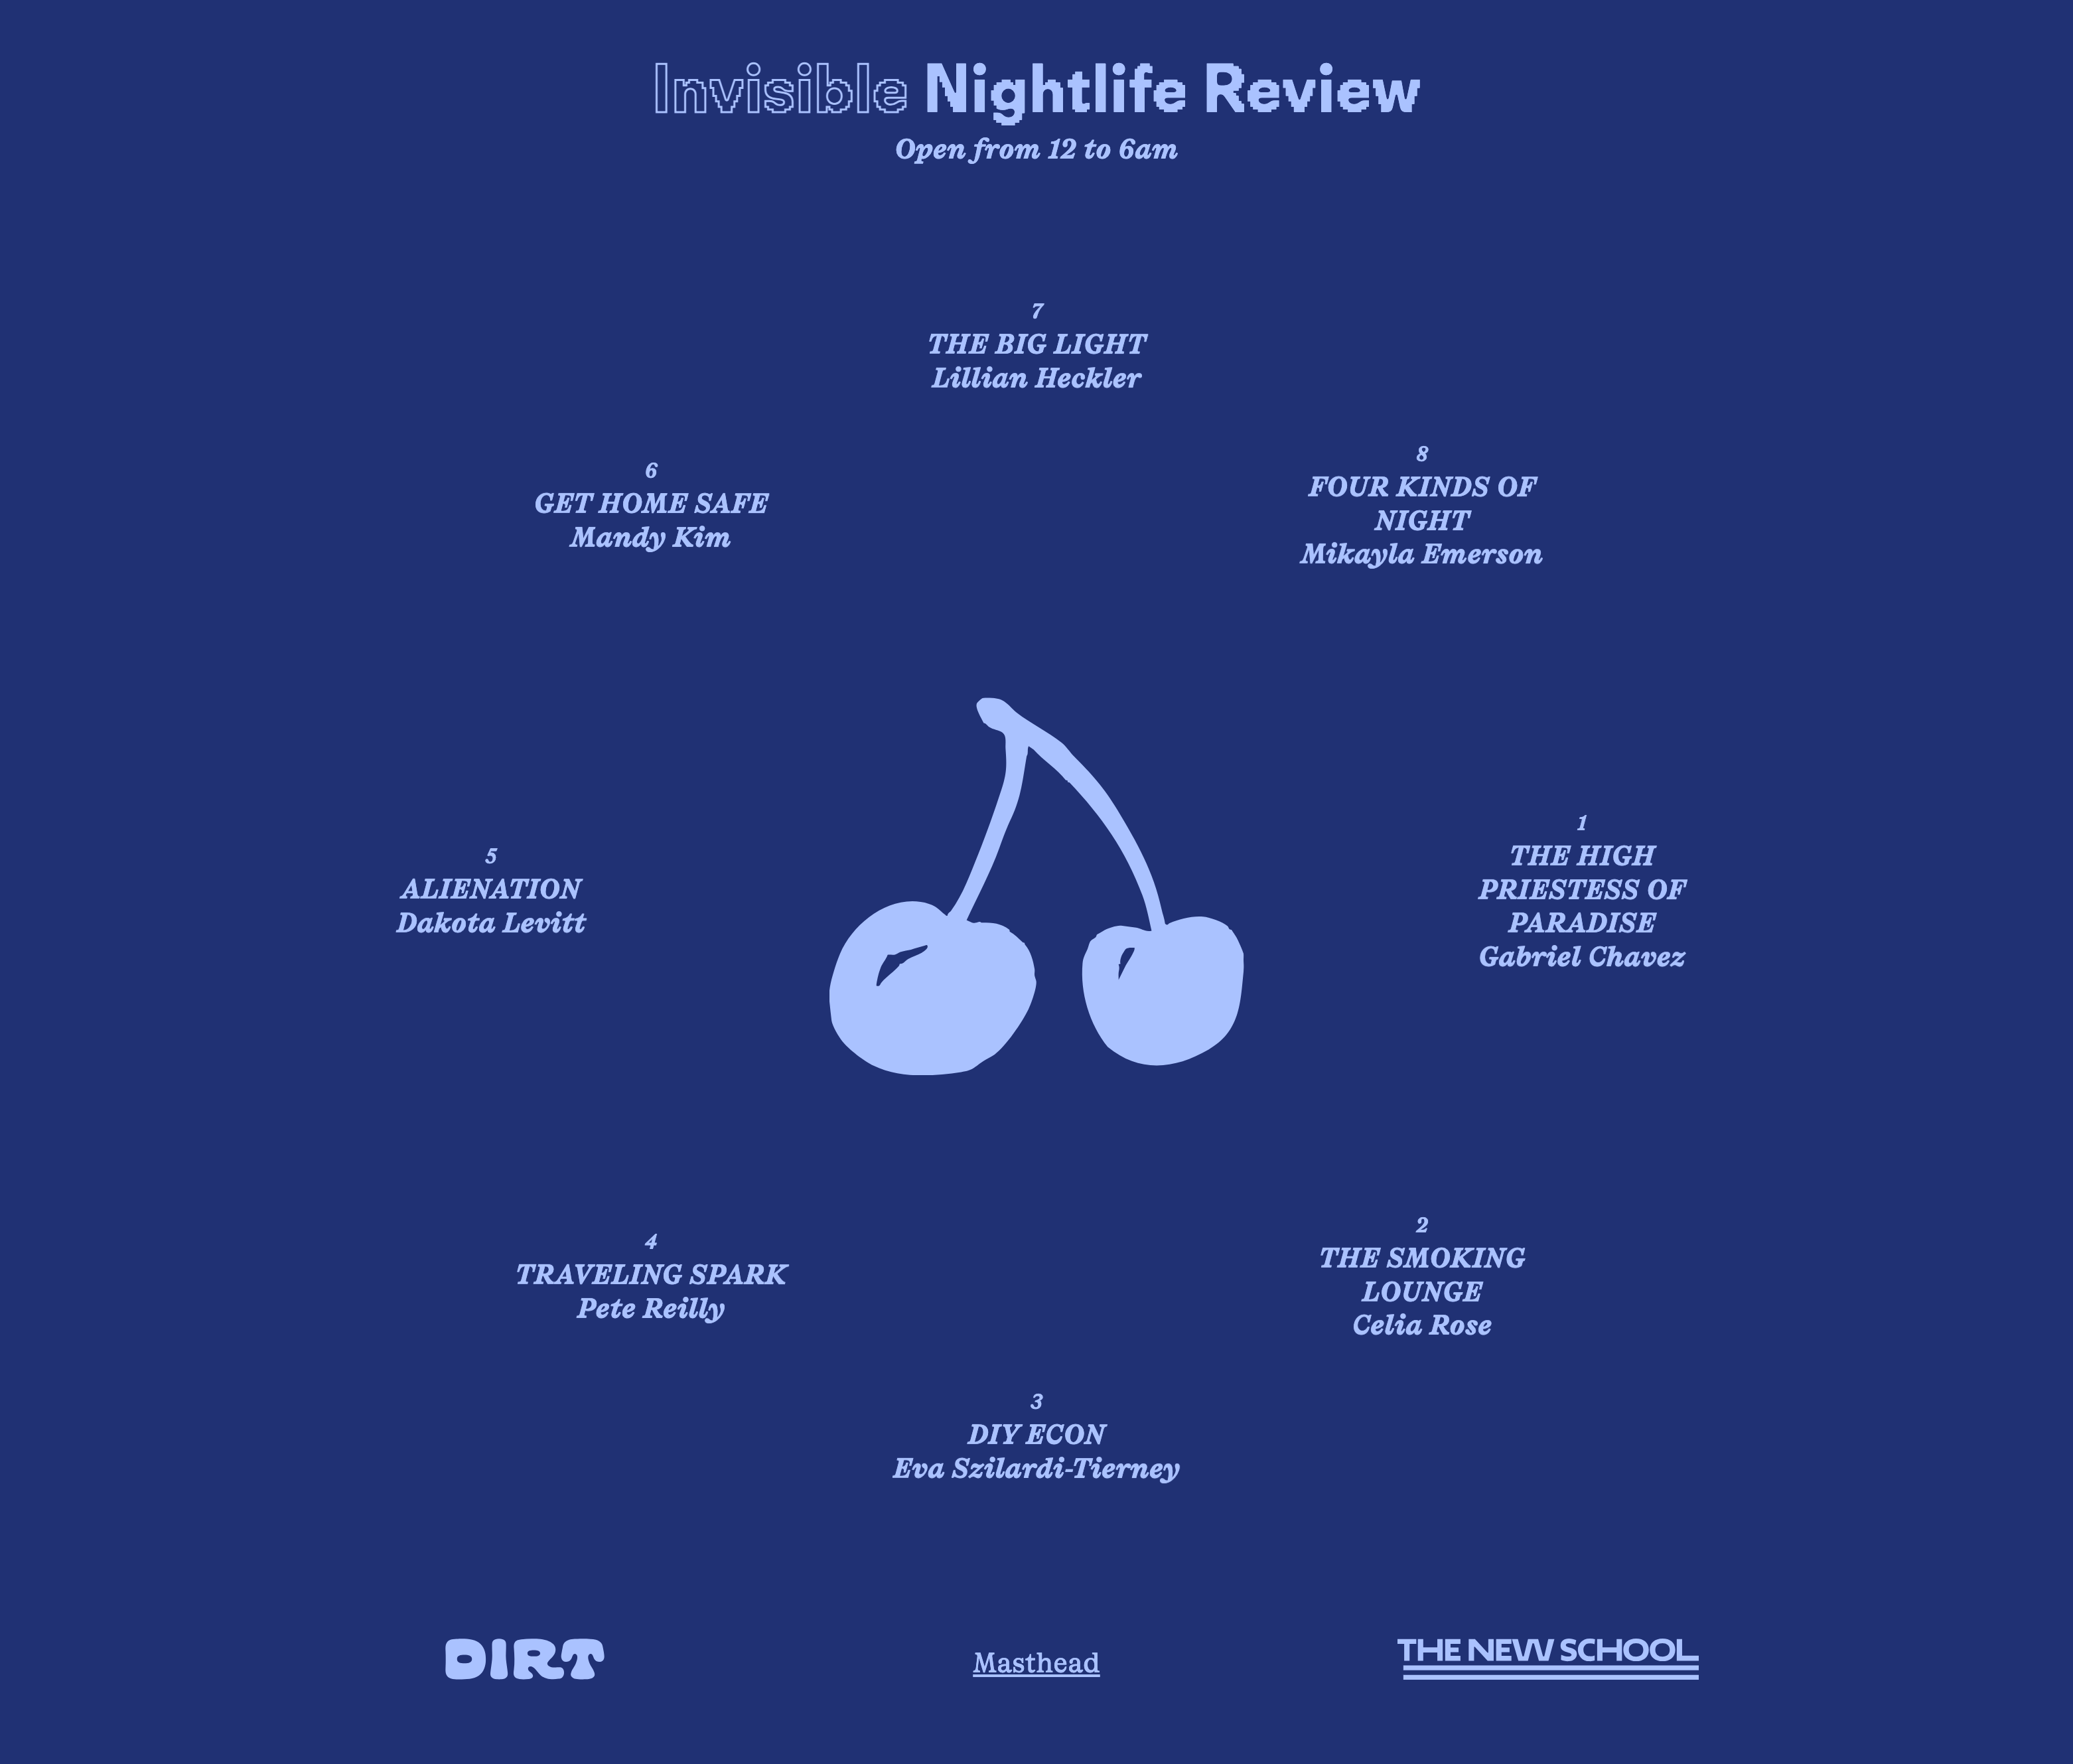 Invisible Nightlife Review
Open from 12 to 6am
7
THE BIG LIGHT
Lillian Heckler
8
FOUR KINDS OF
NIGHT
Mikayla Emerson
6
GET HOME SAFE
Mandy Kim
1
THE HIGH
PRIESTESS OF
PARADISE
Gabriel Chavez
5
ALIENATION
Dakota Levitt
2
THE SMOKING
LOUNGE
Celia Rose
4
TRAVELING SPARK
Pete Reilly
3
DIY ECON
Eva Szilardi-Tierney
DIRT
Masthead
THE NEW SCHOOL